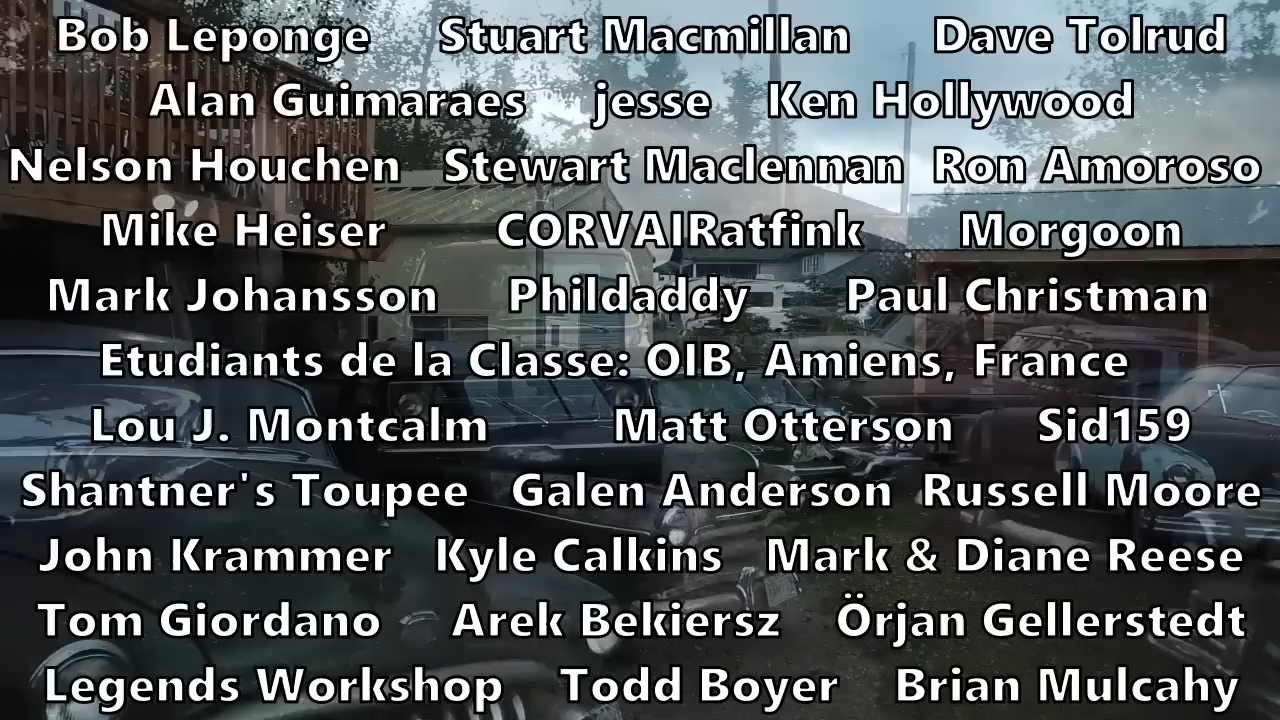 Bob Leponge Stuart Macmillan Dave Tolrud
Alan Guimaraes jesse Ken Hollywood
Nelson Houchen Stewart Maclennan Ron Amoroso
Mike Heiser CORVAIRatfink Morgoon
Mark Johansson Phildaddy Paul Christman
Etudiants de la Classe: OIB, Amiens, France
Lou J. Montcalm Matt Otterson Sid159
Shantner's Toupee Galen Anderson Russell Moore
John Krammer Kyle Calkins Mark & Diane Reese
Tom Giordano Arek Bekiersz Örjan Gellerstedt
Legends Workshop Todd Boyer Brian Mulcahy